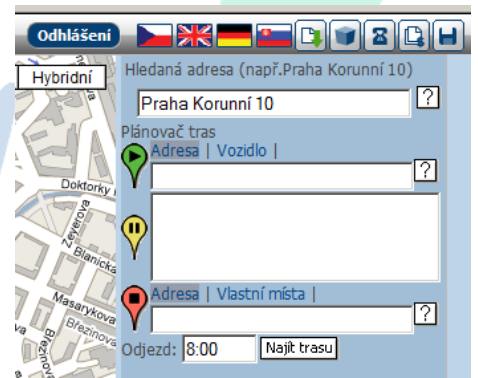 Odhlášení
Hybridní
Hledaná adresa (např.Praha Korunní 10)
Praha Korunní 10
?
Plánovač tras
Adresa | Vozidlo |
?
Doktorky
Zeyerova
Blanická
Adresa | Vlastní místa |
Masarykova
?
Březinova
Březinova
Odjezd: 8:00 Najít trasu